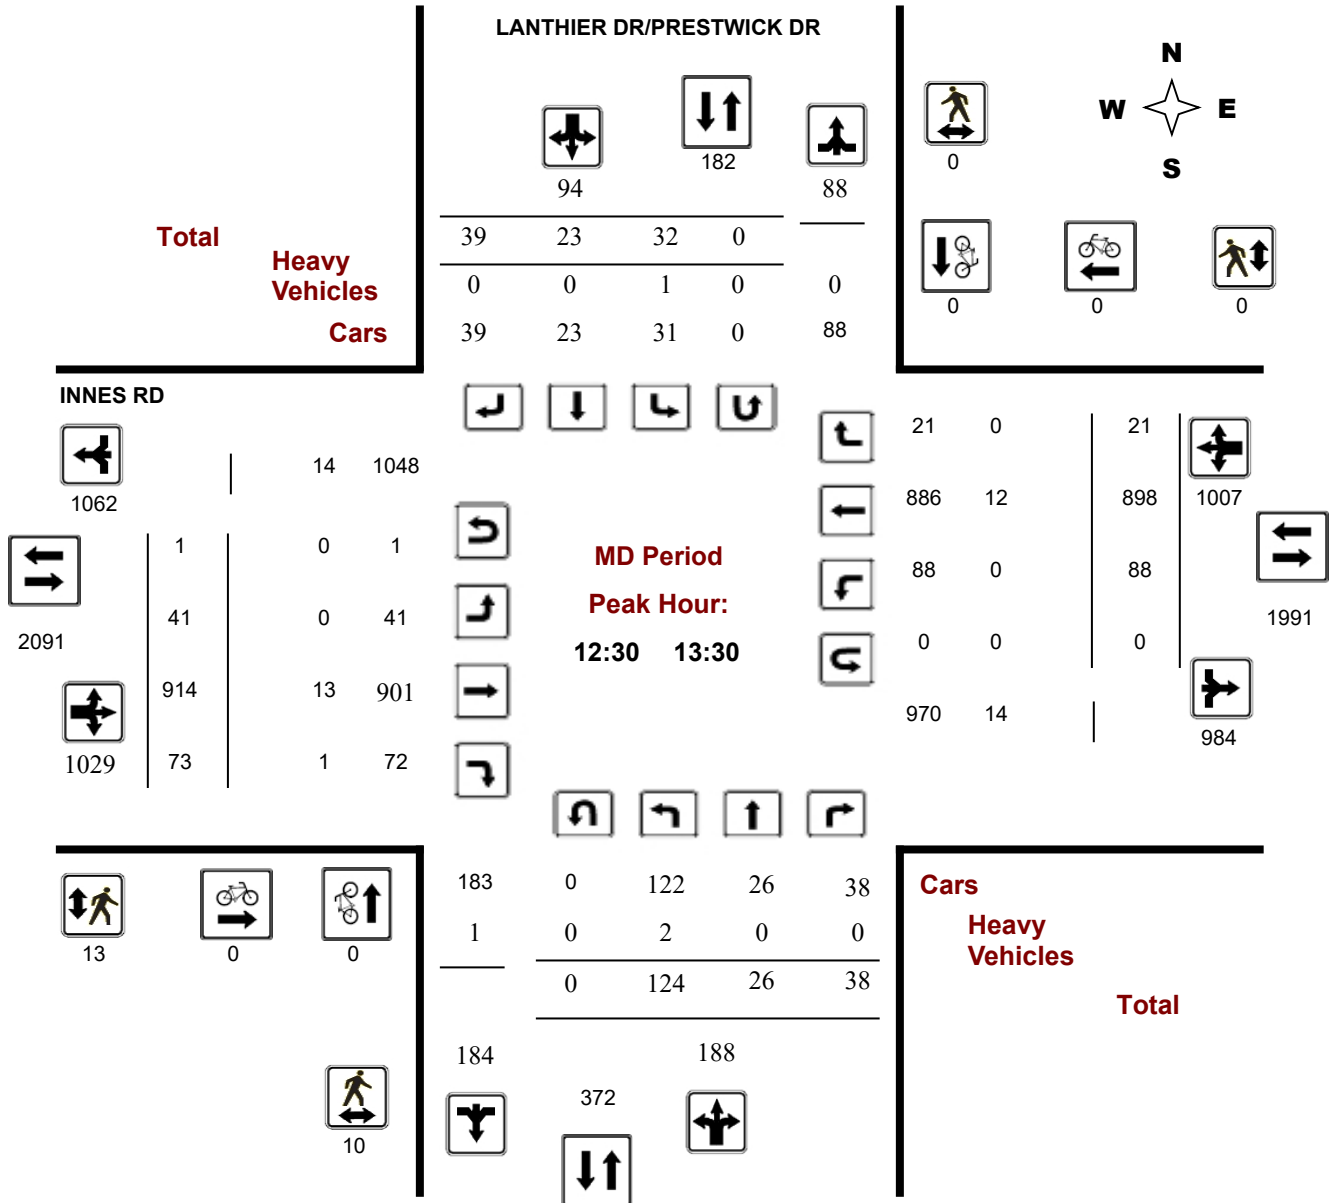 LANTHIER DR/PRESTWICK DR
N
W E
S
182
0
94 88
Total 39 23 32 0
Heavy
Vehicles 0 0 1 0 0
Cars 39 23 31 0 88
0 0 0
INNES RD
21 0 21
14 1048
1062
886 12 898 1007
1 0 1
MD Period
88 0 88
Peak Hour:
41 0 41
1991
2091
12:30 13:30
0 0 0
914 13 901
970 14
984
1029 73 1 72
183 0 122 26 38 Cars
1 0 2 0 0 Heavy
Vehicles
13 0 0
0 124 26 38
Total
184 188
372
10